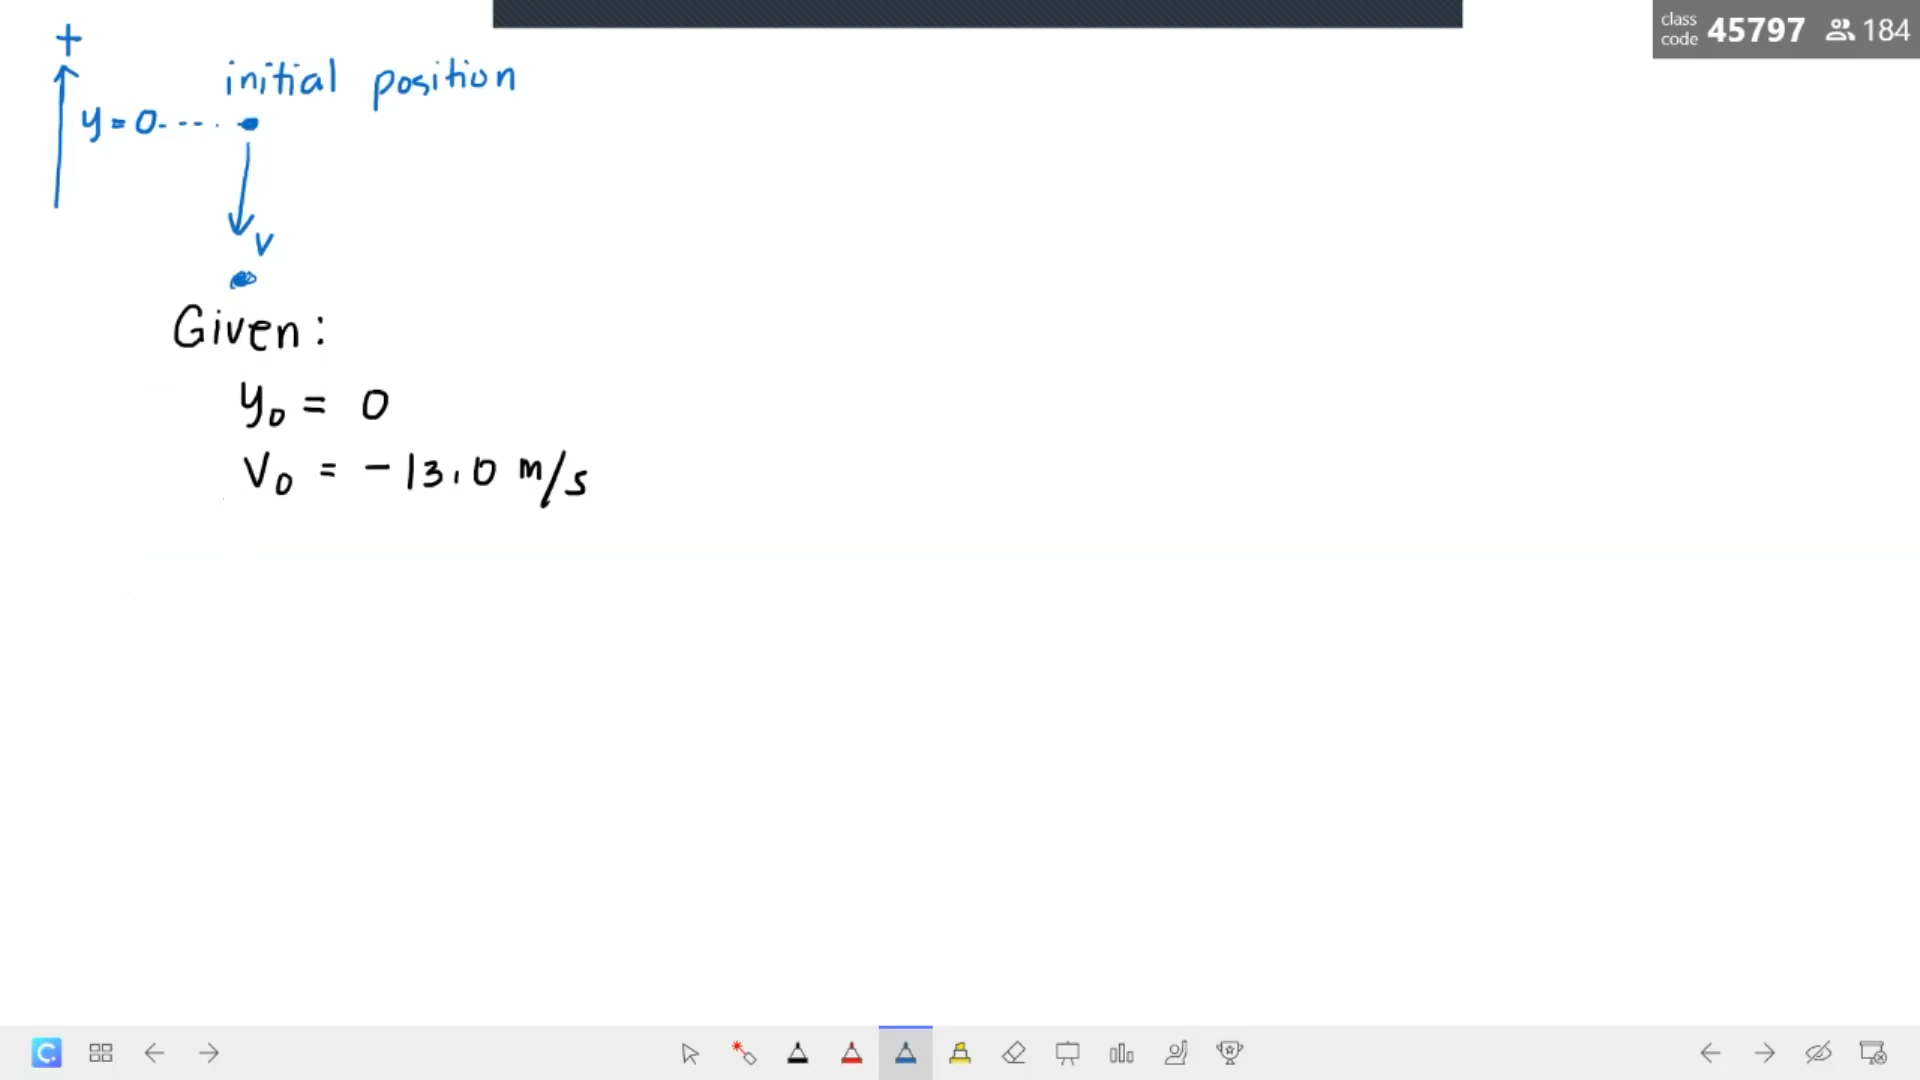 +
initial position
y = 0
v
Given:
y₀ = 0
v₀ = -13.0 m/s
class code 45797 184